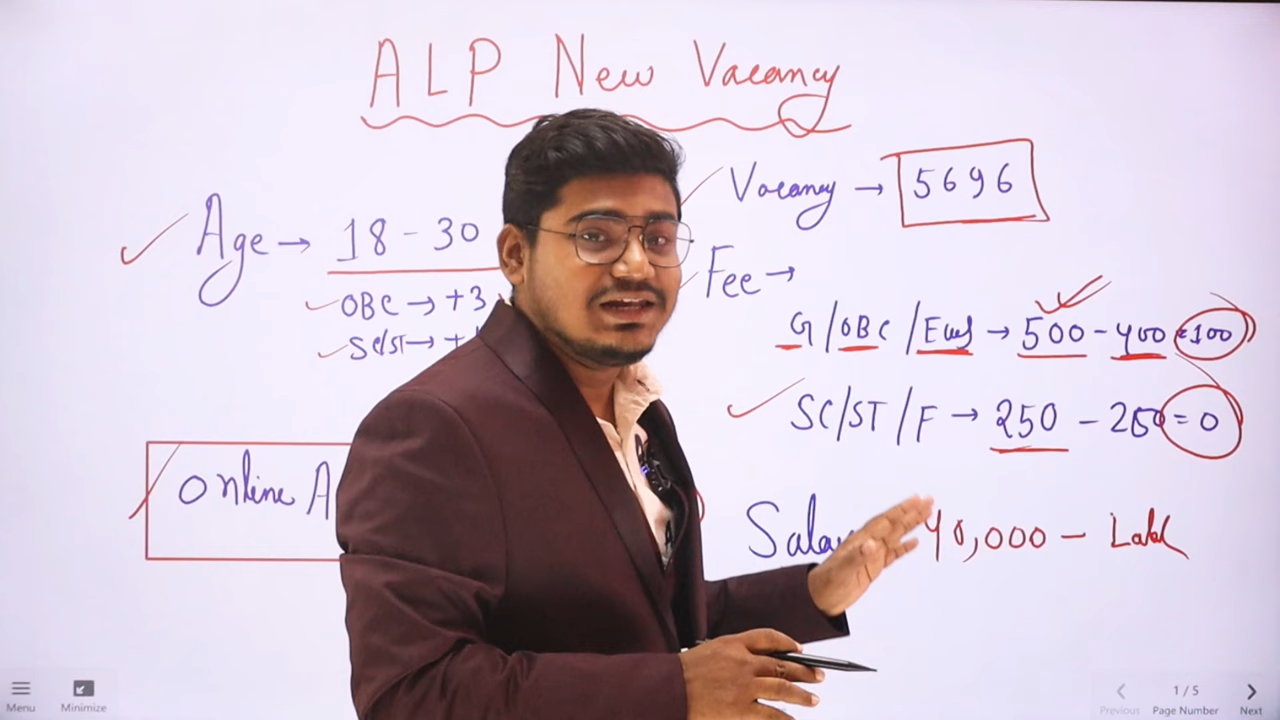 ALP New Vacancy
Age → 18 - 30
OBC → +3
SC/ST → +
Online A
Vacancy → 5696
Fee →
G/OBC/Ews → 500 - 400 = 100
SC/ST/F → 250 - 250 = 0
40,000 - Lakh
Menu
Minimize
1 / 5
Previous Page Number Next